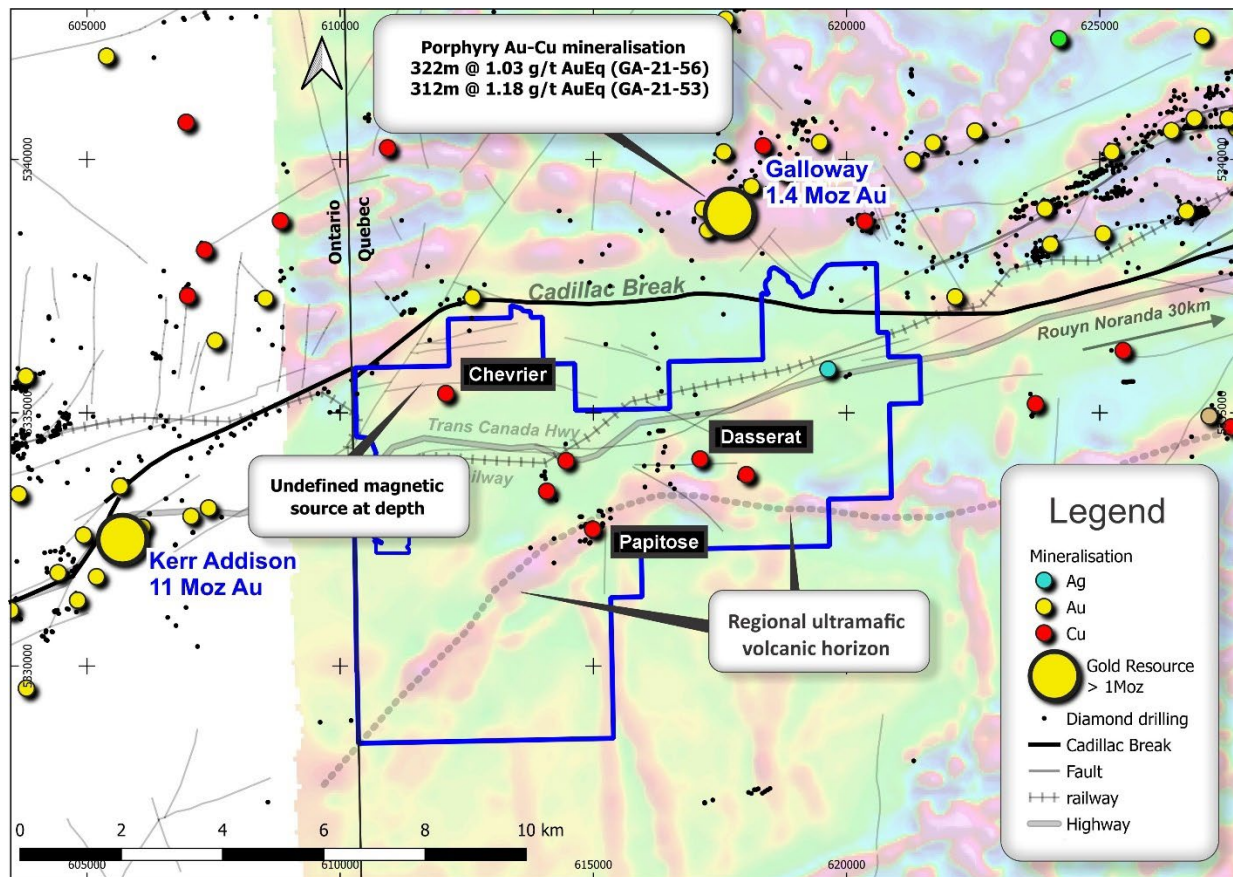 605000
610000
620000
625000
Porphyry Au-Cu mineralisation
322m @ 1.03 g/t AuEq (GA-21-56)
312m @ 1.18 g/t AuEq (GA-21-53)
5340000
5340000
Galloway
1.4 Moz Au
Ontario
Quebec
Cadillac Break
Rouyn Noranda 30km
Chevrier
5335000
Trans Canada Hwy
Dasserat
Undefined magnetic
source at depth
Papitose
Kerr Addison
11 Moz Au
Regional ultramafic
volcanic horizon
5330000
Legend
Mineralisation
Ag
Au
Cu
Gold Resource
> 1Moz
Diamond drilling
Cadillac Break
Fault
railway
Highway
0 2 4 6 8 10 km
605000
610000
615000
620000